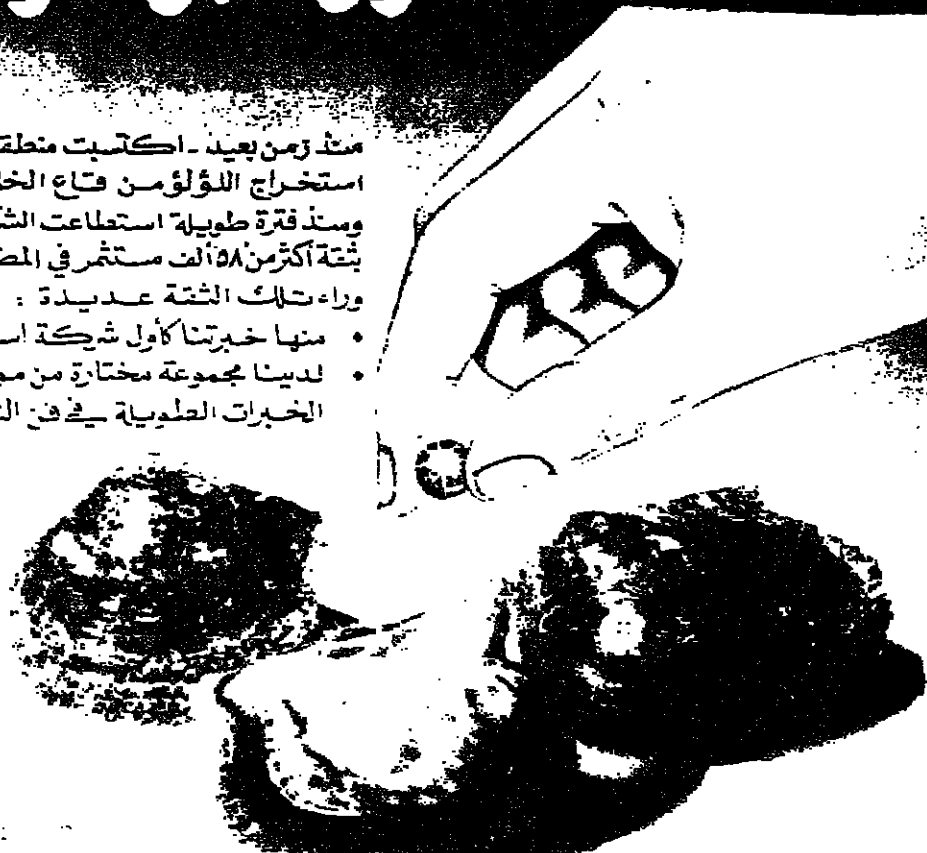 منذ زمن بعيد - اكتسبت منطقة
استخراج اللؤلؤ من قاع الخل
ومنذ فترة طويلة استطاعت الش
بثقة أكثر من ٥٨ ألف مستثمر في المط
وراء تلك الثقة عديدة :
• منها خبرتنا كأول شركة اس
• لدينا مجموعة مختارة من مو
الخبرات الطويلة في فن ال